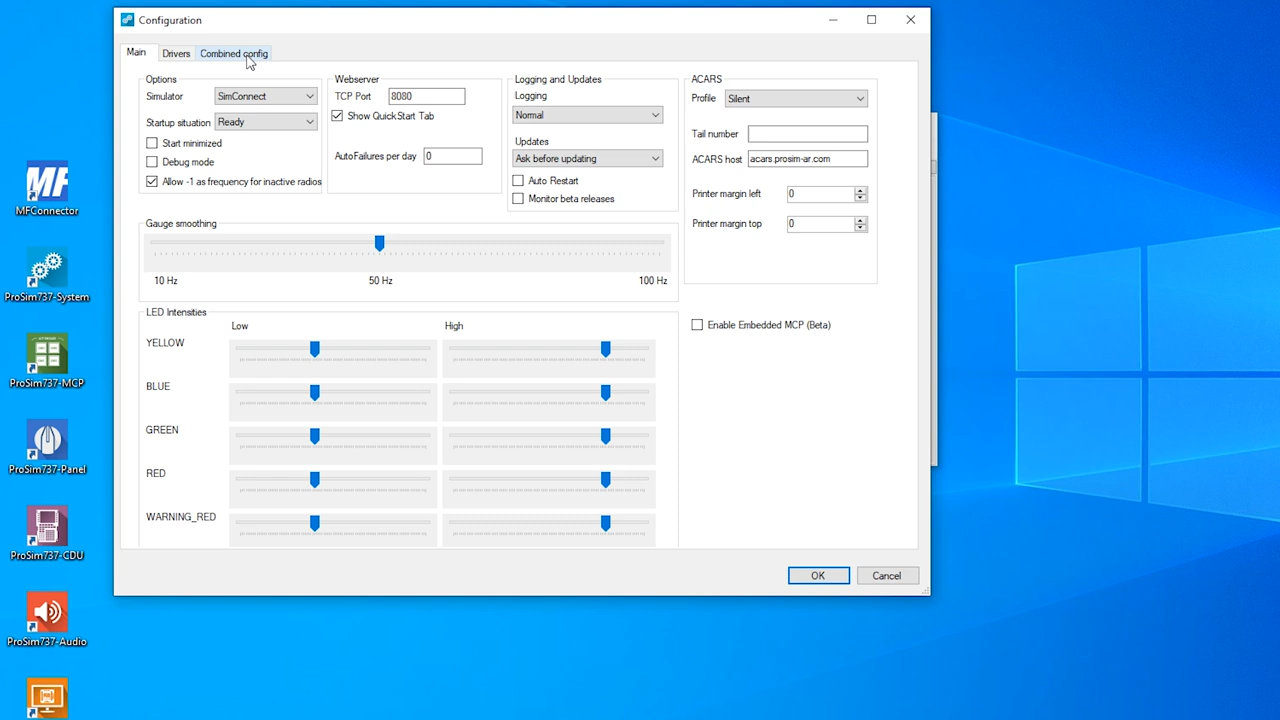 Configuration
Main
Drivers
Combined config
Options
Simulator
SimConnect
Startup situation
Ready
Start minimized
Debug mode
Allow -1 as frequency for inactive radios
Webserver
TCP Port
8080
Show QuickStart Tab
AutoFailures per day
0
Logging and Updates
Logging
Normal
Updates
Ask before updating
Auto Restart
Monitor beta releases
ACARS
Profile
Silent
Tail number
ACARS host
acars.prosim-ar.com
Printer margin left
0
Printer margin top
0
Gauge smoothing
10 Hz
50 Hz
100 Hz
LED Intensities
Low
High
YELLOW
BLUE
GREEN
RED
WARNING_RED
Enable Embedded MCP (Beta)
OK
Cancel
MF
MFConnector
ProSim737-System
ProSim737-MCP
ProSim737-Panel
ProSim737-CDU
ProSim737-Audio